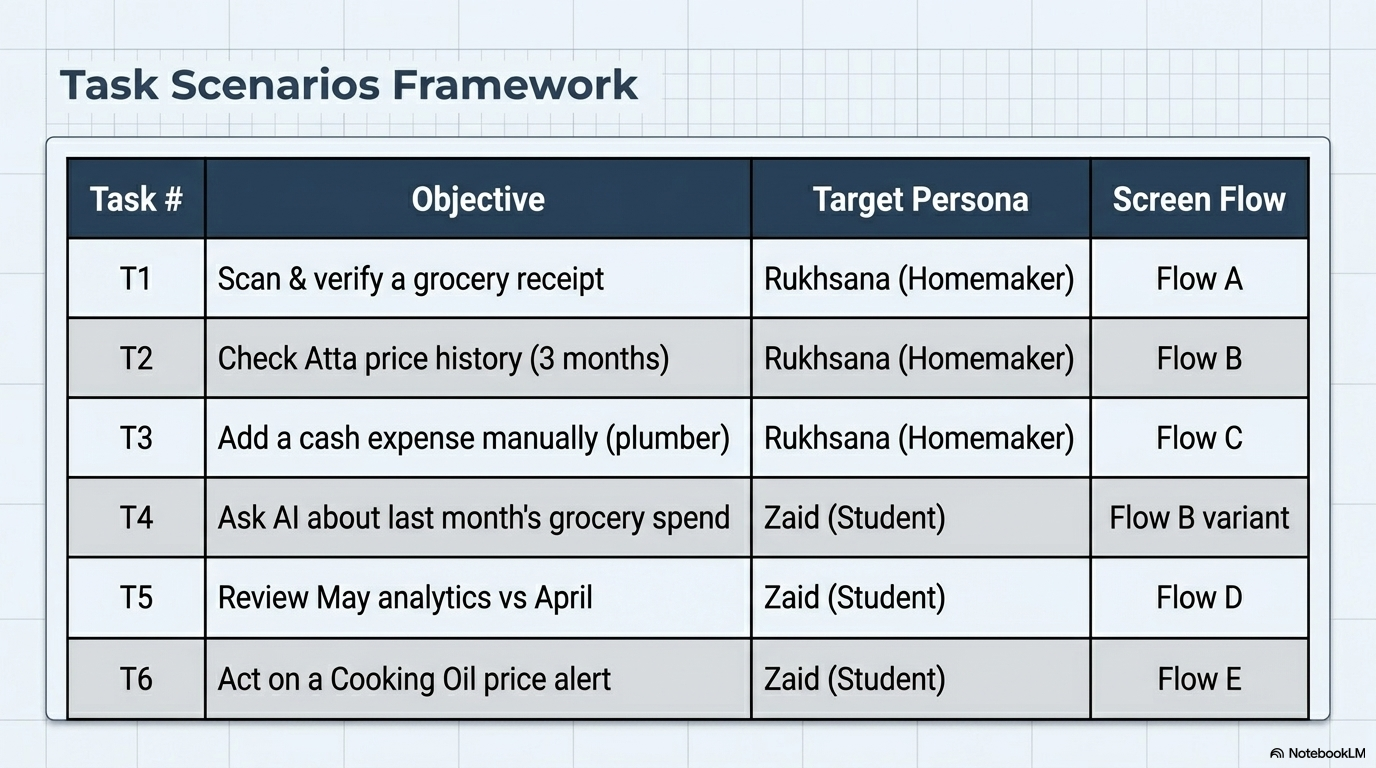 Task Scenarios Framework
Task # Objective Target Persona Screen Flow
T1 Scan & verify a grocery receipt Rukhsana (Homemaker) Flow A
T2 Check Atta price history (3 months) Rukhsana (Homemaker) Flow B
T3 Add a cash expense manually (plumber) Rukhsana (Homemaker) Flow C
T4 Ask AI about last month's grocery spend Zaid (Student) Flow B variant
T5 Review May analytics vs April Zaid (Student) Flow D
T6 Act on a Cooking Oil price alert Zaid (Student) Flow E
NotebookLM